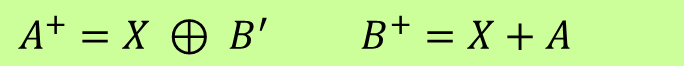 A⁺ = X ⊕ B′ B⁺ = X + A